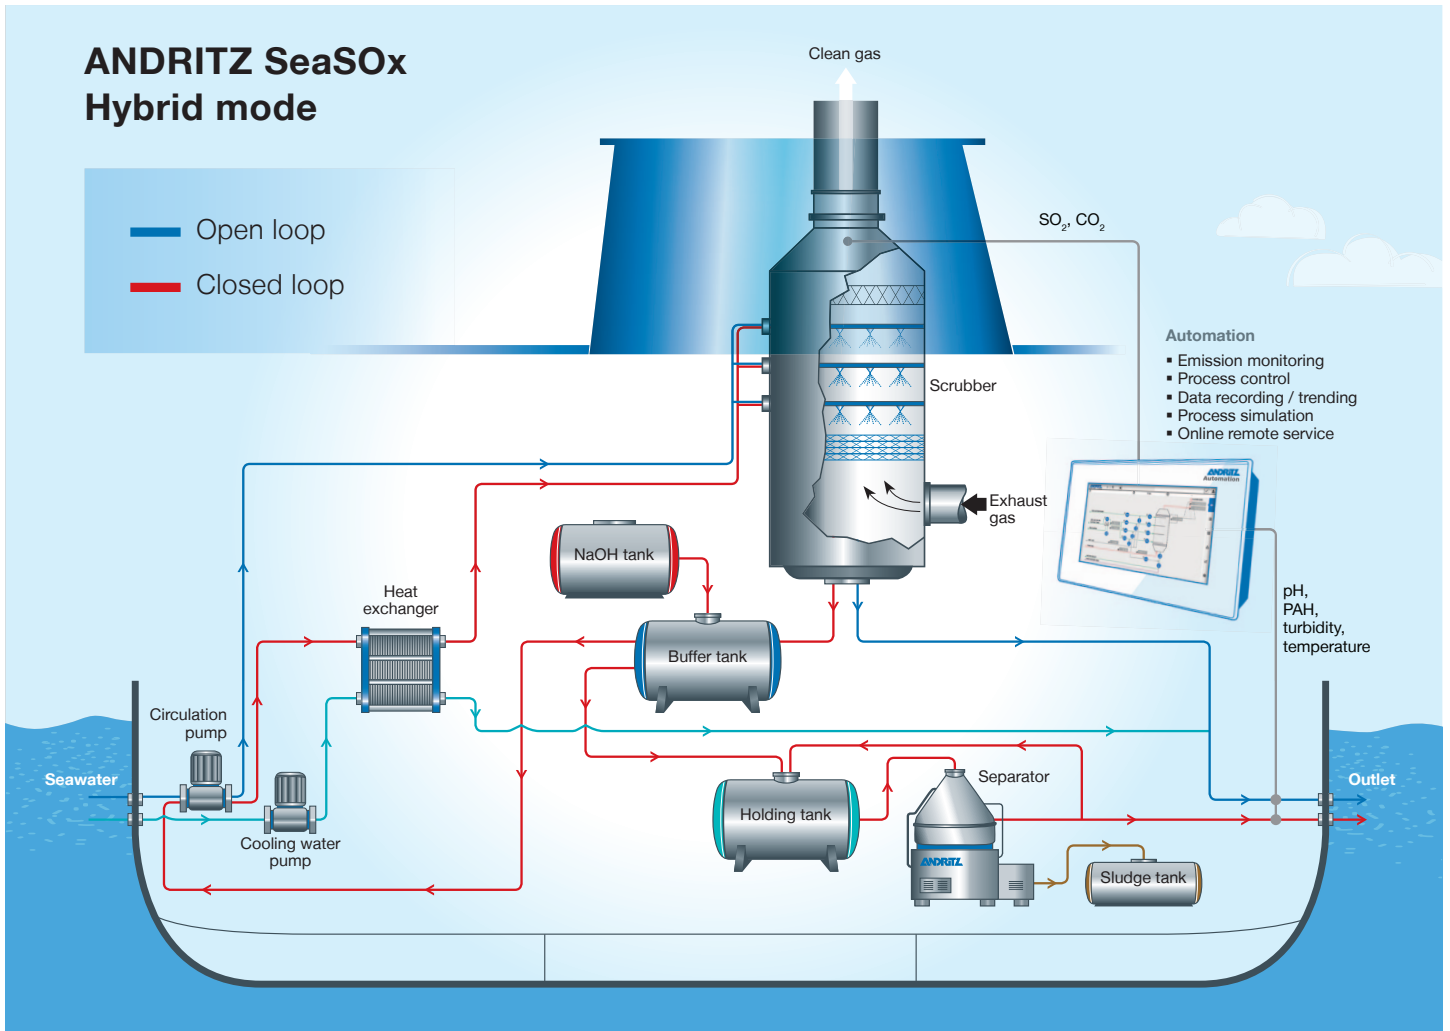 ANDRITZ SeaSOx
Hybrid mode
Open loop
Closed loop
Clean gas
SO₂, CO₂
Automation
▪ Emission monitoring
▪ Process control
▪ Data recording / trending
▪ Process simulation
▪ Online remote service
Scrubber
ANDRITZ
Automation
Exhaust
gas
NaOH tank
Heat
exchanger
Buffer tank
pH,
PAH,
turbidity,
temperature
Circulation
pump
Seawater
Cooling water
pump
Holding tank
Separator
ANDRITZ
Sludge tank
Outlet